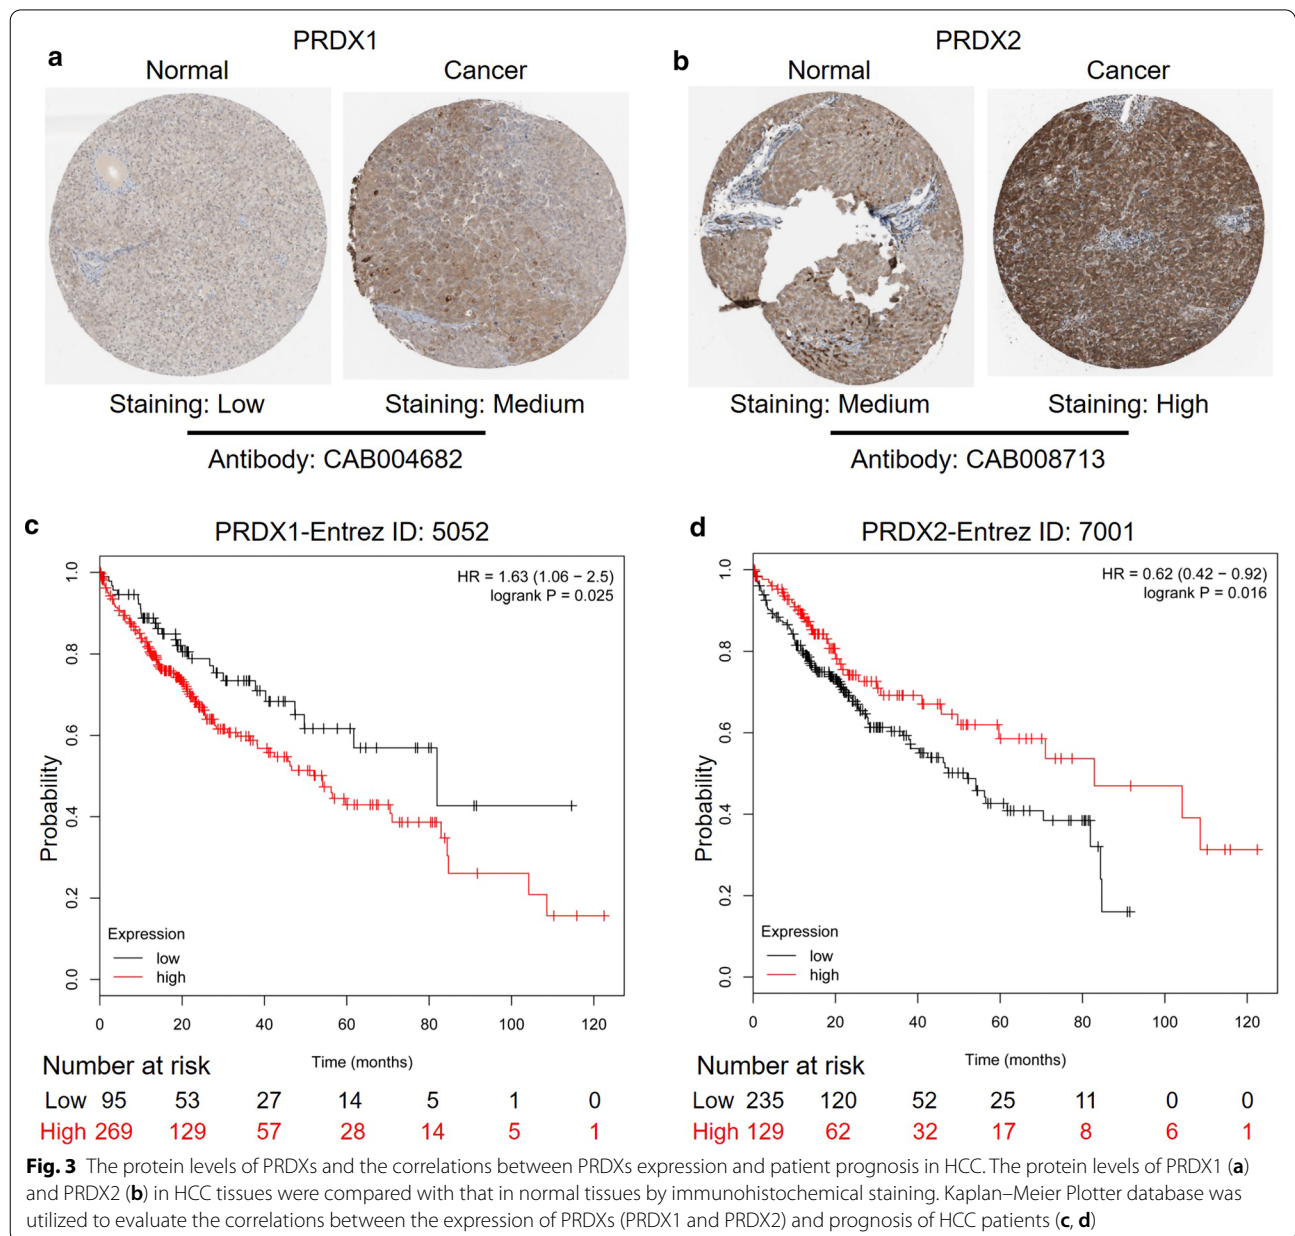 a
PRDX1
Normal Cancer
Staining: Low Staining: Medium
Antibody: CAB004682
b
PRDX2
Normal Cancer
Staining: Medium Staining: High
Antibody: CAB008713
c
PRDX1-Entrez ID: 5052
HR = 1.63 (1.06 − 2.5)
logrank P = 0.025
Probability
1.0
0.8
0.6
0.4
0.2
0.0
Expression
low
high
0 20 40 60 80 100 120
Time (months)
Number at risk
Low 95 53 27 14 5 1 0
High 269 129 57 28 14 5 1
d
PRDX2-Entrez ID: 7001
HR = 0.62 (0.42 − 0.92)
logrank P = 0.016
Probability
1.0
0.8
0.6
0.4
0.2
0.0
Expression
low
high
0 20 40 60 80 100 120
Time (months)
Number at risk
Low 235 120 52 25 11 0 0
High 129 62 32 17 8 6 1
Fig. 3 The protein levels of PRDXs and the correlations between PRDXs expression and patient prognosis in HCC. The protein levels of PRDX1 (a)
and PRDX2 (b) in HCC tissues were compared with that in normal tissues by immunohistochemical staining. Kaplan–Meier Plotter database was
utilized to evaluate the correlations between the expression of PRDXs (PRDX1 and PRDX2) and prognosis of HCC patients (c, d)